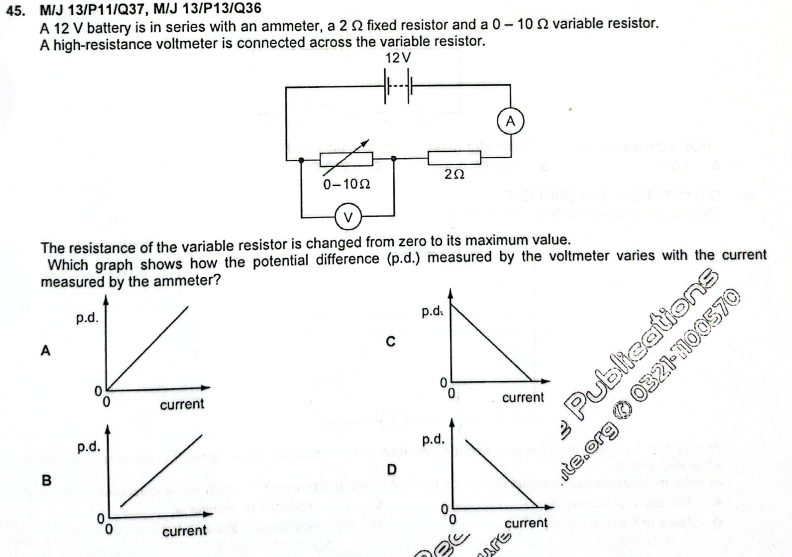 45. M/J 13/P11/Q37, M/J 13/P13/Q36
A 12 V battery is in series with an ammeter, a 2 Ω fixed resistor and a 0 – 10 Ω variable resistor.
A high-resistance voltmeter is connected across the variable resistor.
12V
A
0–10Ω
2Ω
V
The resistance of the variable resistor is changed from zero to its maximum value.
Which graph shows how the potential difference (p.d.) measured by the voltmeter varies with the current
measured by the ammeter?
A
p.d.
0
0
current
C
p.d.
0
0
current
B
p.d.
0
0
current
D
p.d.
0
0
current
Publications
.org 0321-1100570